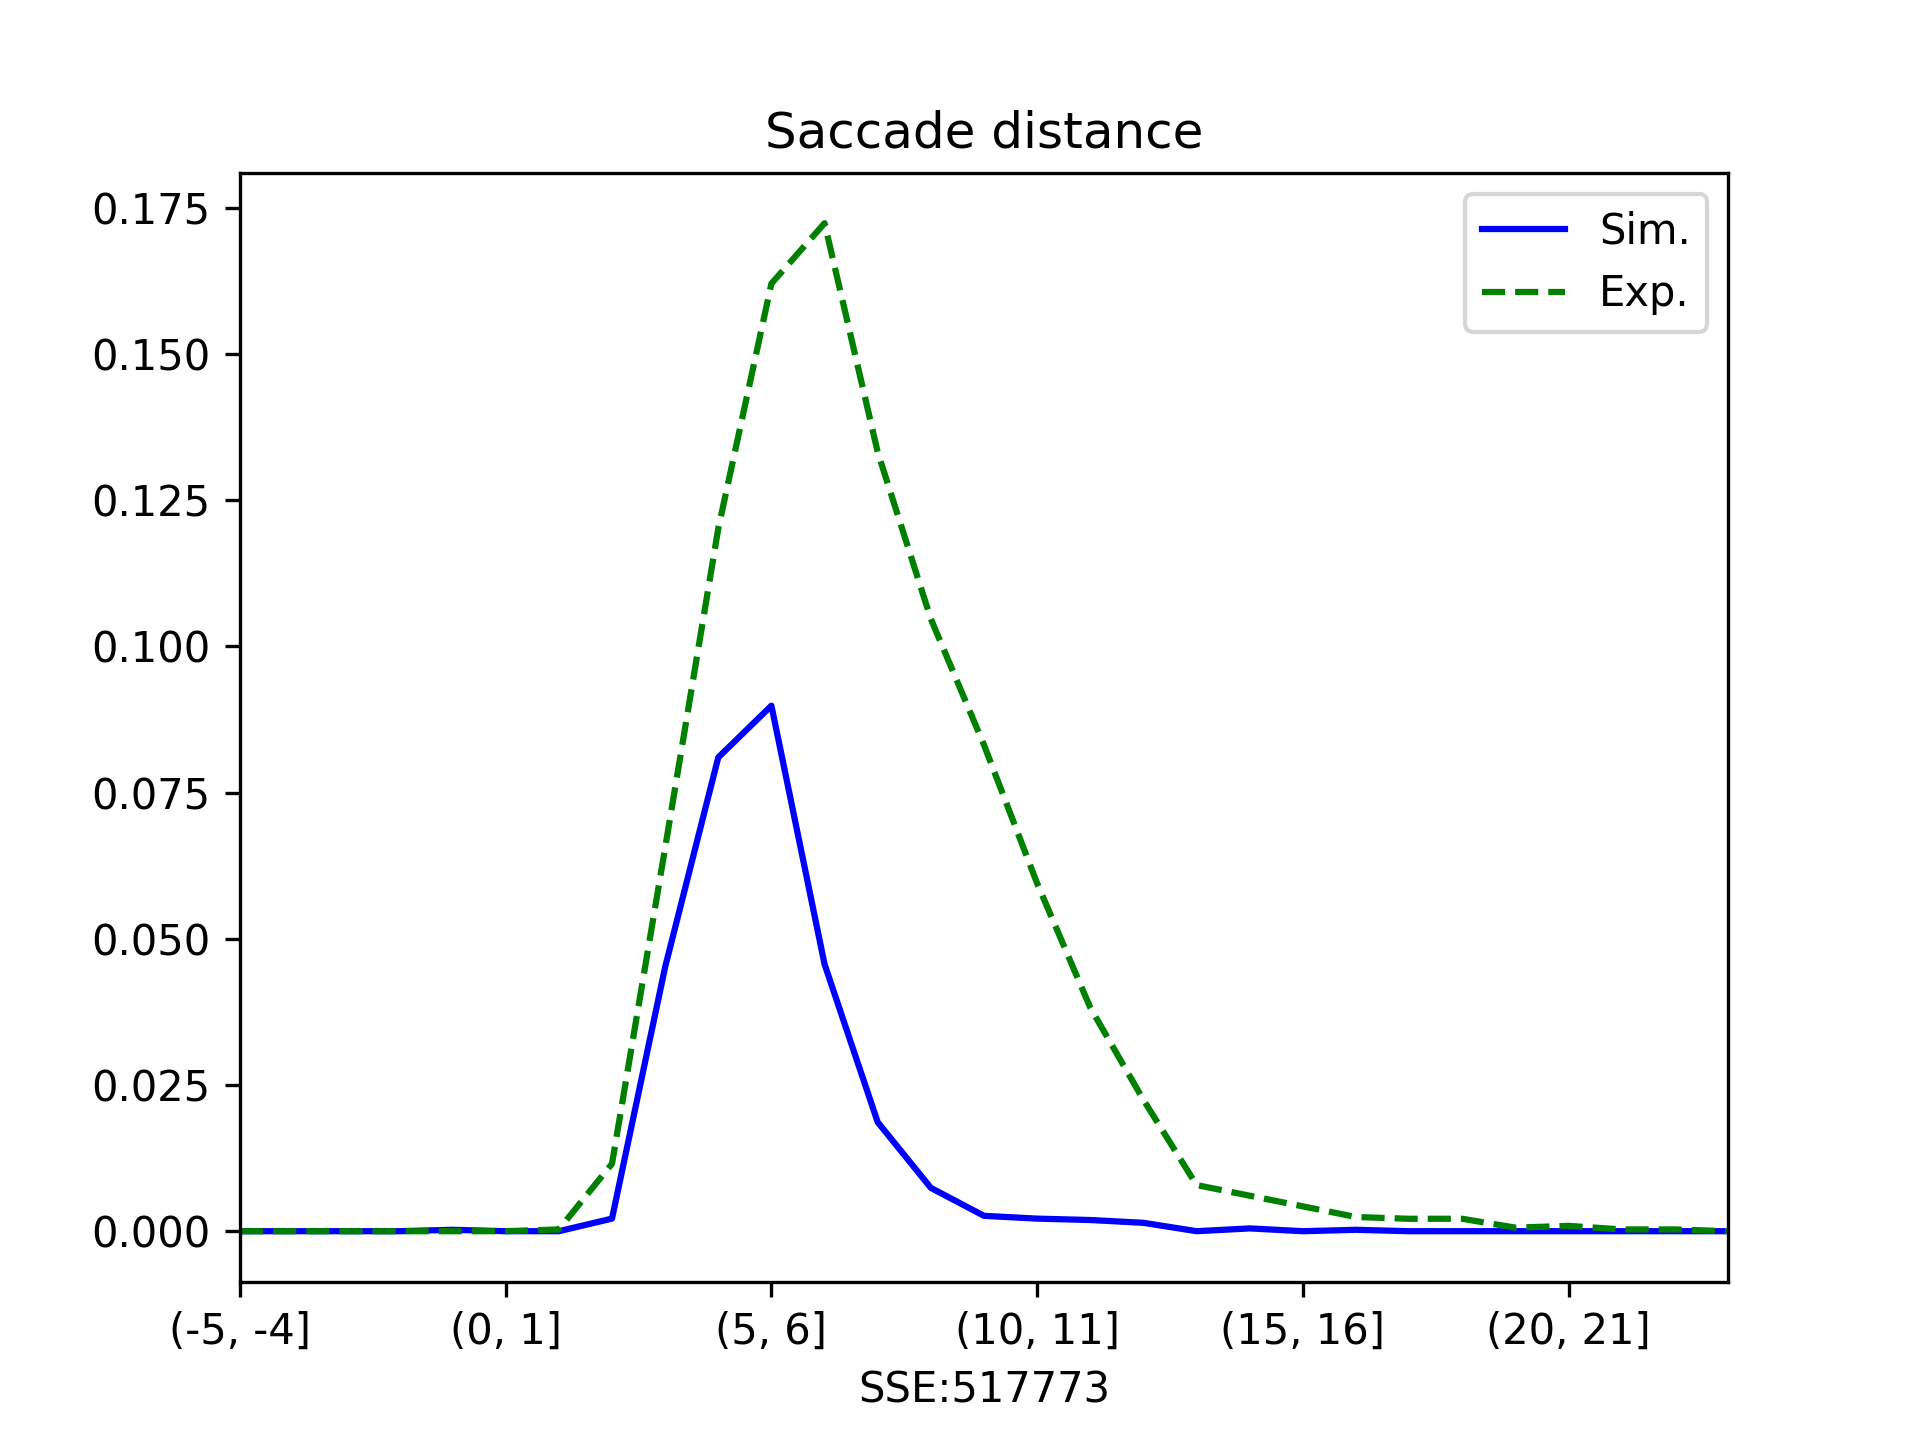 Saccade distance
0.175
0.150
0.125
0.100
0.075
0.050
0.025
0.000
Sim.
Exp.
(-5, -4] (0, 1] (5, 6] (10, 11] (15, 16] (20, 21]
SSE:517773